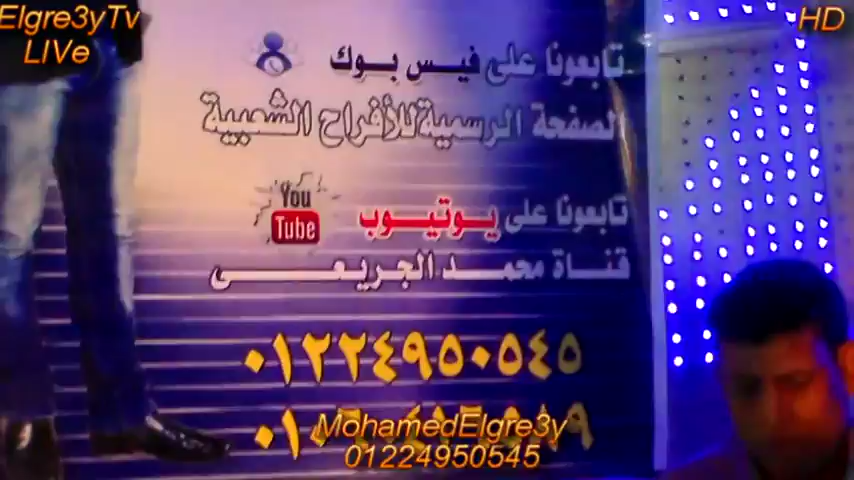 Elgre3yTv
LIVe
HD
تابعونا على فيس بوك
الصفحة الرسمية للأفراح الشعبية
تابعونا على يوتيوب
You
Tube
قناة محمد الجريعى
٠١٢٢٤٩٥٠٥٤٥
MohamedElgre3y
01224950545